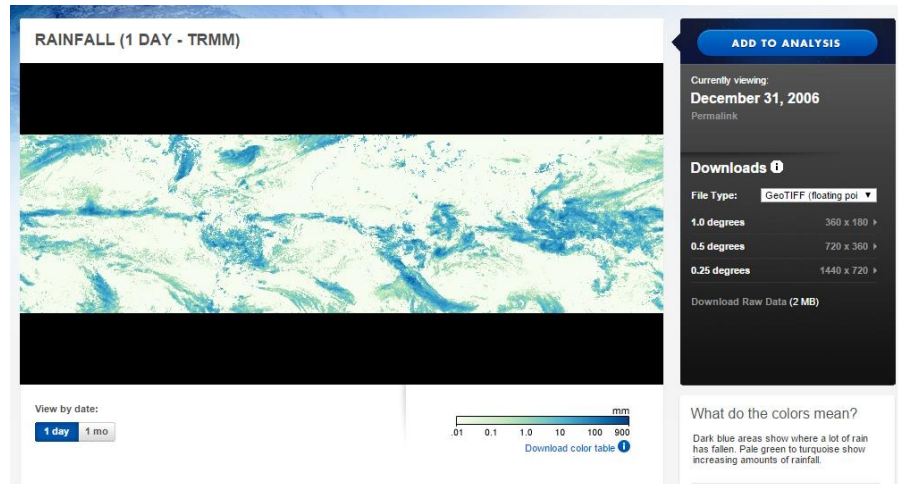 RAINFALL (1 DAY - TRMM)
ADD TO ANALYSIS
Currently viewing:
December 31, 2006
Permalink
Downloads i
File Type: GeoTIFF (floating poi
1.0 degrees 360 x 180
0.5 degrees 720 x 360
0.25 degrees 1440 x 720
Download Raw Data (2 MB)
View by date:
1 day 1 mo
mm
.01 0.1 1.0 10 100 900
Download color table i
What do the colors mean?
Dark blue areas show where a lot of rain
has fallen. Pale green to turquoise show
increasing amounts of rainfall.